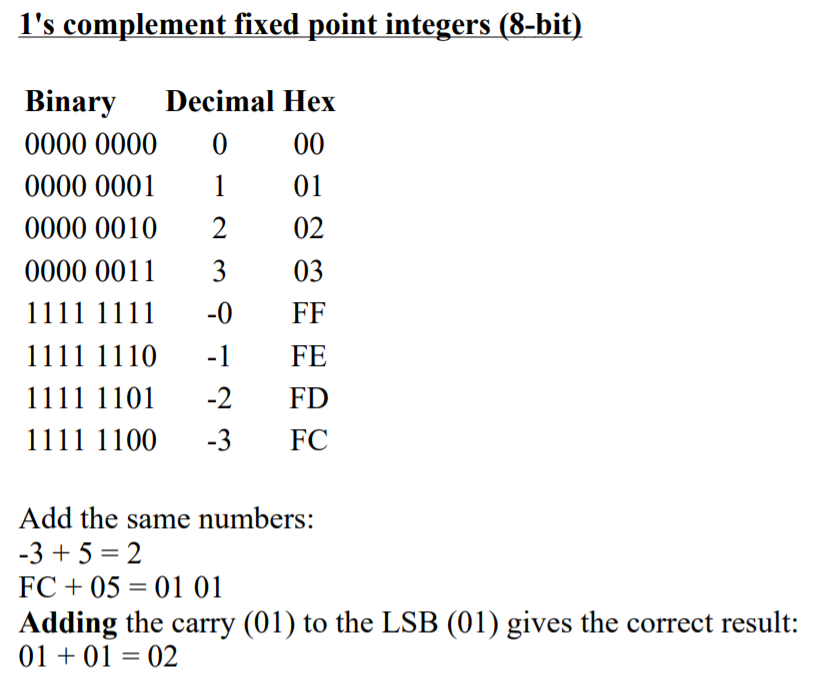 1's complement fixed point integers (8-bit)
Binary Decimal Hex
0000 0000 0 00
0000 0001 1 01
0000 0010 2 02
0000 0011 3 03
1111 1111 -0 FF
1111 1110 -1 FE
1111 1101 -2 FD
1111 1100 -3 FC
Add the same numbers:
-3 + 5 = 2
FC + 05 = 01 01
Adding the carry (01) to the LSB (01) gives the correct result:
01 + 01 = 02